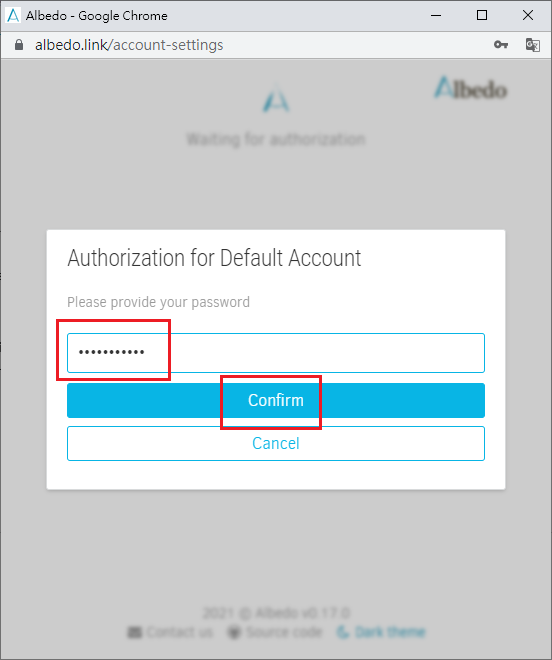 Albedo - Google Chrome
albedo.link/account-settings
Albedo
Waiting for authorization
Authorization for Default Account
Please provide your password
•••••••••••
Confirm
Cancel
2021 © Albedo v0.17.0
Contact us Source code Dark theme